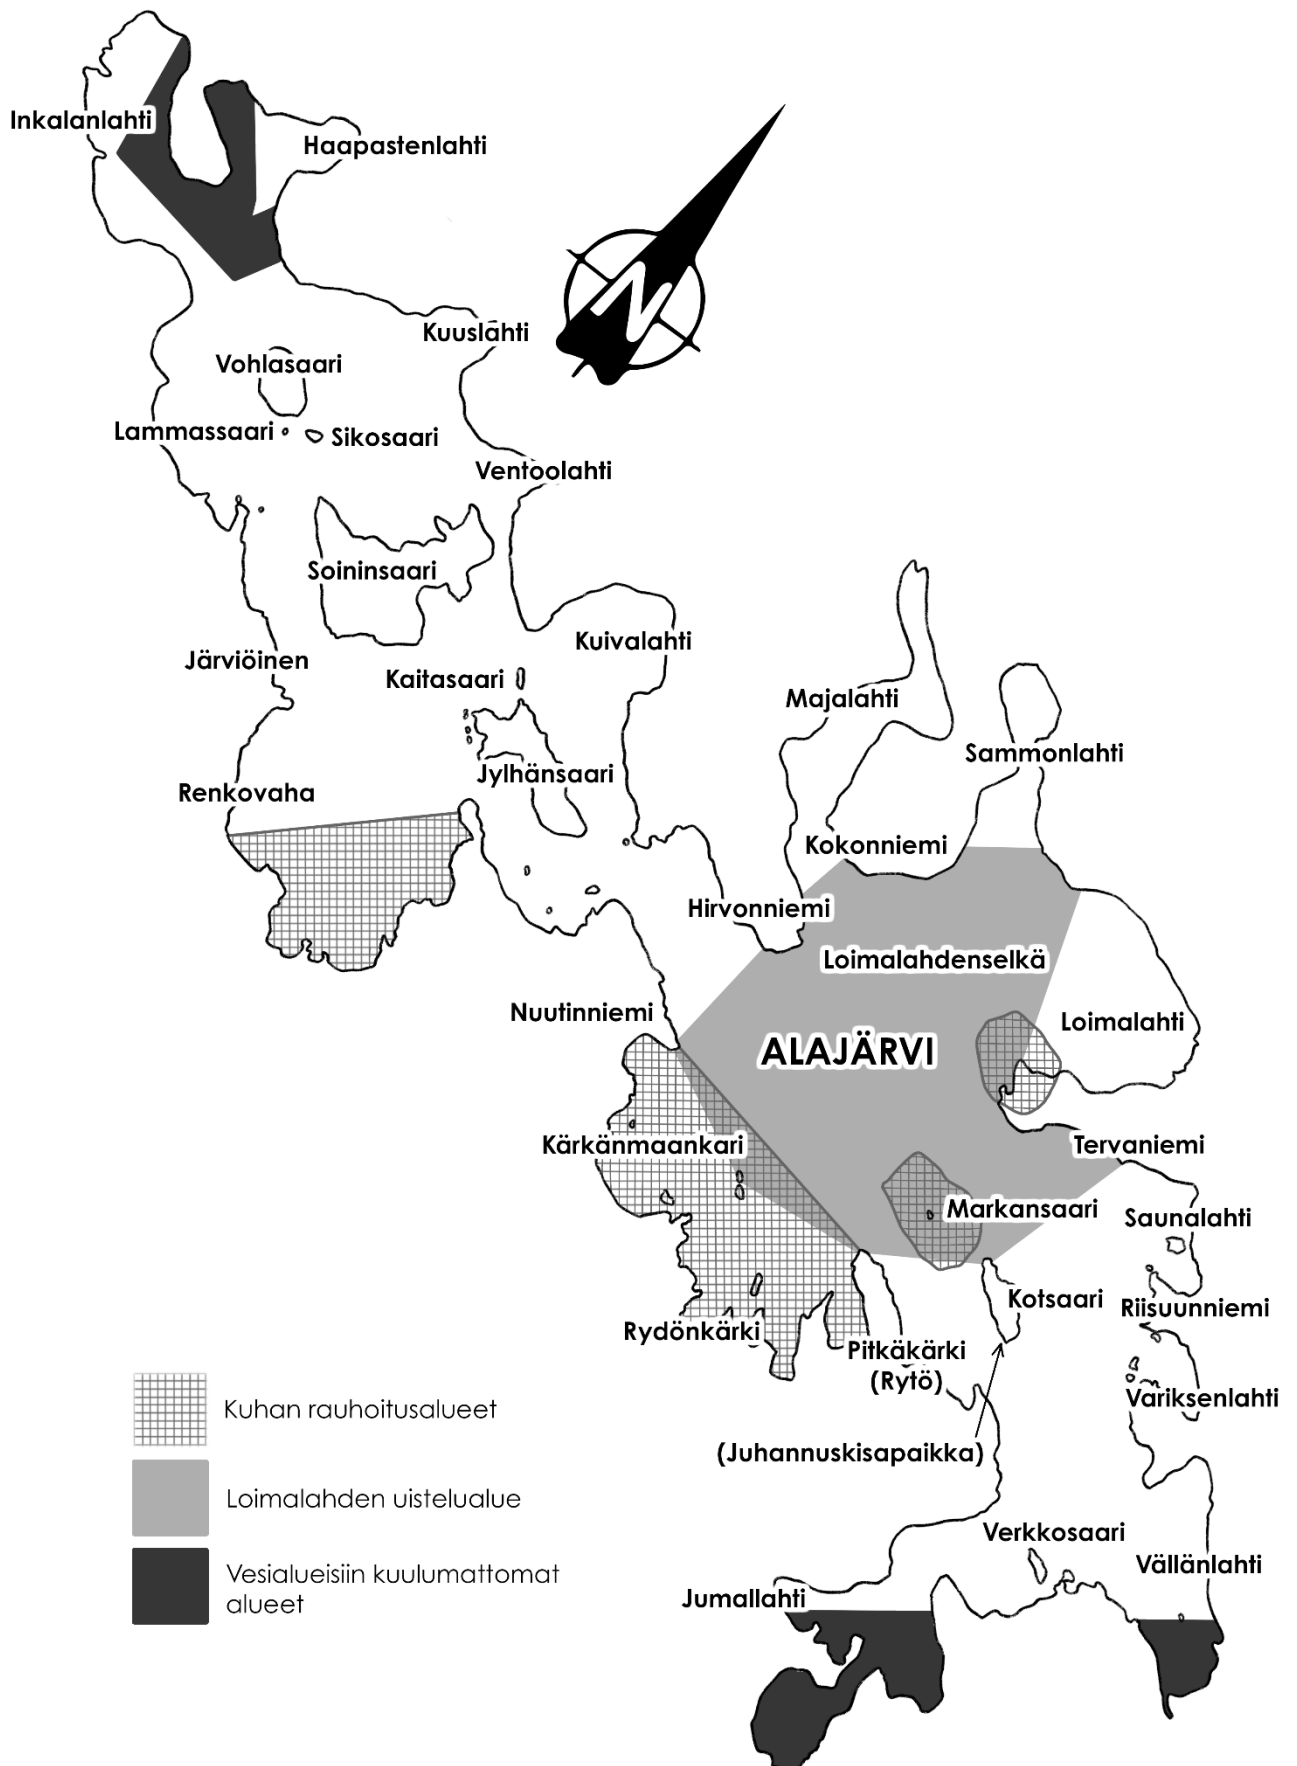 Inkalanlahti
Haapastenlahti
N
Kuuslahti
Vohlasaari
Lammassaari
Sikosaari
Ventoolahti
Soininsaari
Kuivalahti
Järviöinen
Kaitasaari
Majalahti
Sammonlahti
Jylhänsaari
Renkovaha
Kokonniemi
Hirvonniemi
Loimalahdenselkä
Nuutinniemi
Loimalahti
ALAJÄRVI
Kärkänmaankari
Tervaniemi
Markansaari
Saunalahti
Kotsaari
Riisuunniemi
Rydönkärki
Pitkäkärki
(Rytö)
Variksenlahti
Kuhan rauhoitusalueet
(Juhannuskisapaikka)
Loimalahden uistelualue
Verkkosaari
Vällänlahti
Vesialueisiin kuulumattomat
alueet
Jumallahti